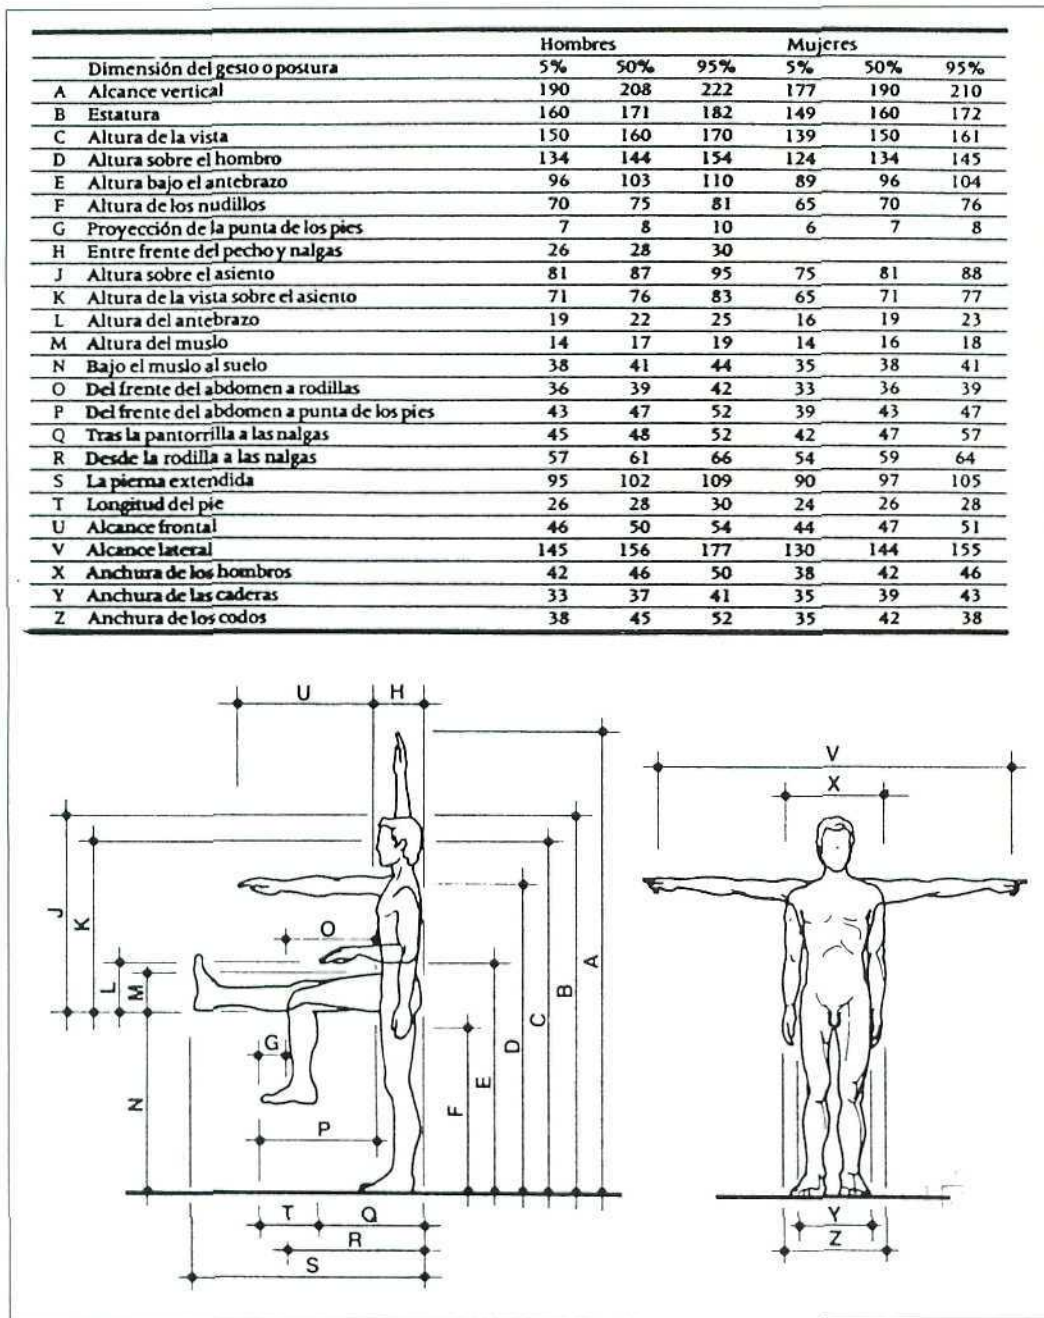 Hombres Mujeres
Dimensión del gesto o postura 5% 50% 95% 5% 50% 95%
A Alcance vertical 190 208 222 177 190 210
B Estatura 160 171 182 149 160 172
C Altura de la vista 150 160 170 139 150 161
D Altura sobre el hombro 134 144 154 124 134 145
E Altura bajo el antebrazo 96 103 110 89 96 104
F Altura de los nudillos 70 75 81 65 70 76
G Proyección de la punta de los pies 7 8 10 6 7 8
H Entre frente del pecho y nalgas 26 28 30
J Altura sobre el asiento 81 87 95 75 81 88
K Altura de la vista sobre el asiento 71 76 83 65 71 77
L Altura del antebrazo 19 22 25 16 19 23
M Altura del muslo 14 17 19 14 16 18
N Bajo el muslo al suelo 38 41 44 35 38 41
O Del frente del abdomen a rodillas 36 39 42 33 36 39
P Del frente del abdomen a punta de los pies 43 47 52 39 43 47
Q Tras la pantorrilla a las nalgas 45 48 52 42 47 57
R Desde la rodilla a las nalgas 57 61 66 54 59 64
S La pierna extendida 95 102 109 90 97 105
T Longitud del pie 26 28 30 24 26 28
U Alcance frontal 46 50 54 44 47 51
V Alcance lateral 145 156 177 130 144 155
X Anchura de los hombros 42 46 50 38 42 46
Y Anchura de las caderas 33 37 41 35 39 43
Z Anchura de los codos 38 45 52 35 42 38
U H
V
X
J K O A
L M B
C
D
G
E
N F
P
T Q
R
S
Y
Z